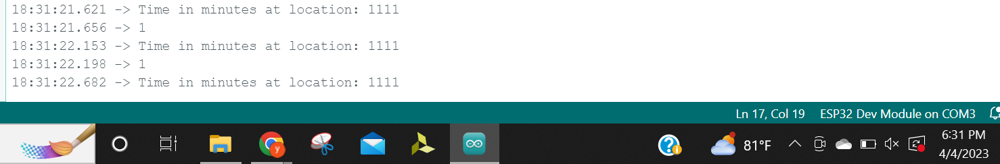 18:31:21.621 -> Time in minutes at location: 1111
18:31:21.656 -> 1
18:31:22.153 -> Time in minutes at location: 1111
18:31:22.198 -> 1
18:31:22.682 -> Time in minutes at location: 1111
Ln 17, Col 19 ESP32 Dev Module on COM3
y
81°F
6:31 PM
4/4/2023